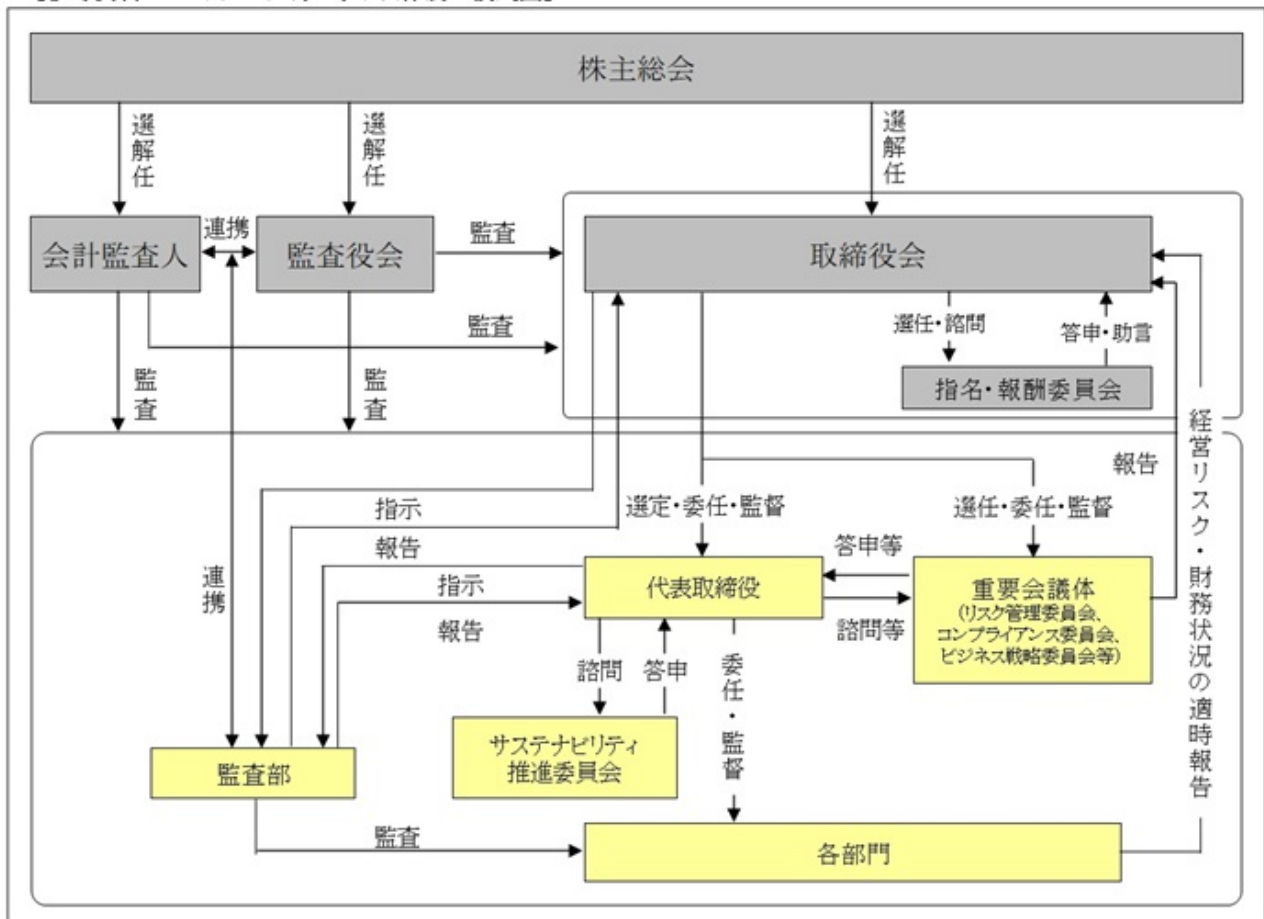 株主総会
選解任
選解任
選解任
会計監査人
連携
監査役会
監査
取締役会
監査
選任・諮問
答申・助言
指名・報酬委員会
監査
監査
経営リスク・財務状況の適時報告
報告
指示
選定・委任・監督
選任・委任・監督
報告
答申等
連携
指示
代表取締役
重要会議体
(リスク管理委員会、
コンプライアンス委員会、
ビジネス戦略委員会等)
報告
諮問等
諮問
答申
委任・監督
サステナビリティ
推進委員会
監査部
監査
各部門